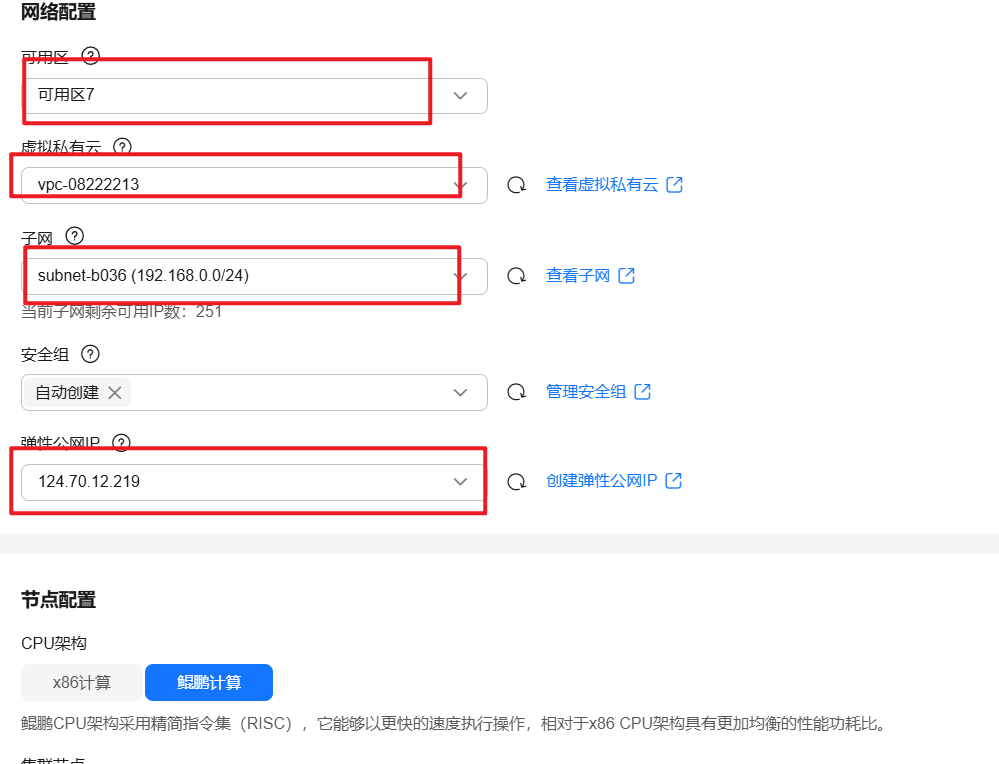 网络配置
可用区
可用区7
虚拟私有云
vpc-08222213
查看虚拟私有云
子网
subnet-b036 (192.168.0.0/24)
查看子网
当前子网剩余可用IP数：251
安全组
自动创建
管理安全组
弹性公网IP
124.70.12.219
创建弹性公网IP
节点配置
CPU架构
x86计算
鲲鹏计算
鲲鹏CPU架构采用精简指令集（RISC），它能够以更快的速度执行操作，相对于x86 CPU架构具有更加均衡的性能功耗比。
集群节点